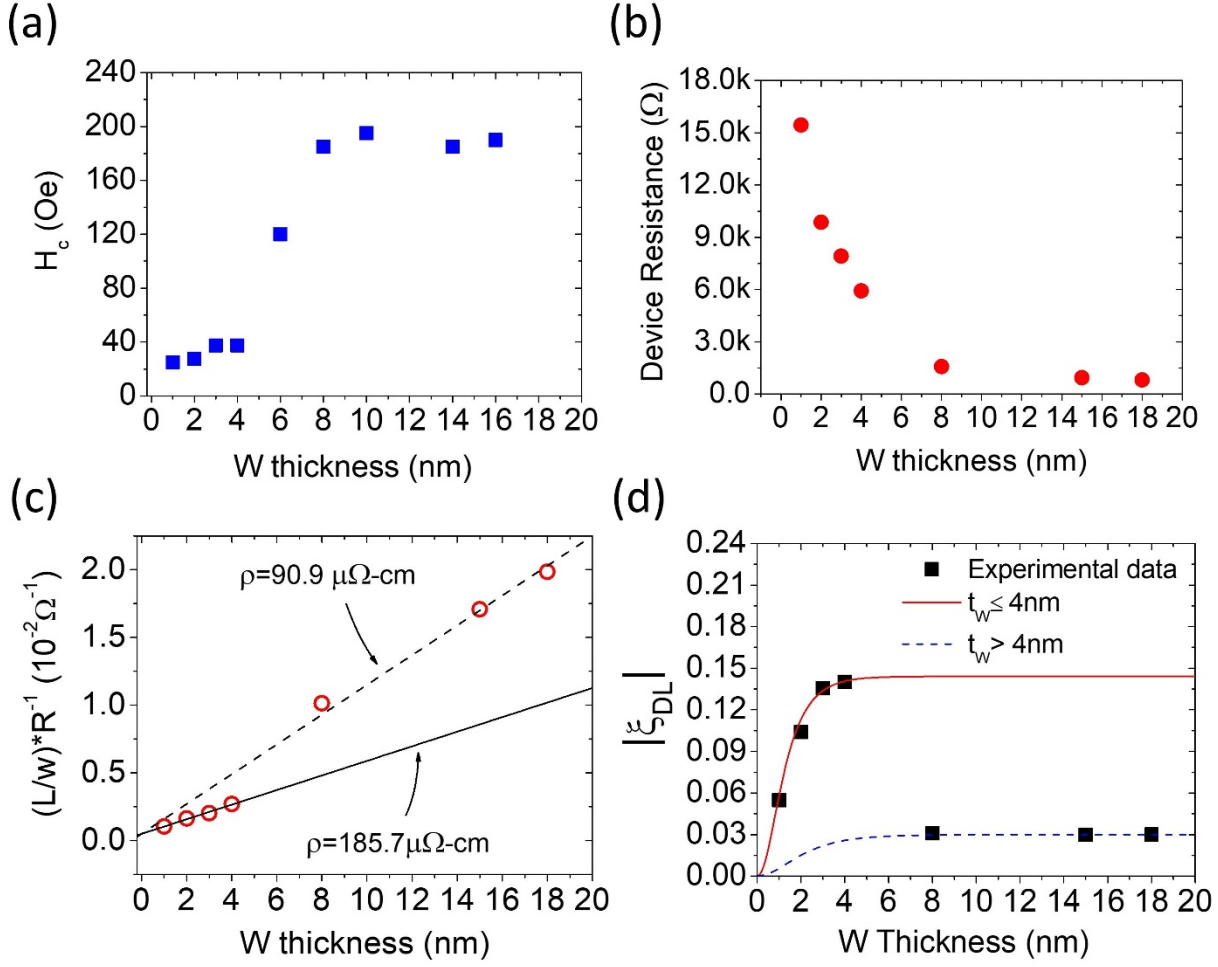 (a)
240
200
160
120
80
40
0
H_c (Oe)
0 2 4 6 8 10 12 14 16 18 20
W thickness (nm)
(b)
18.0k
15.0k
12.0k
9.0k
6.0k
3.0k
0.0
Device Resistance (Ω)
0 2 4 6 8 10 12 14 16 18 20
W thickness (nm)
(c)
2.0
1.5
1.0
0.5
0.0
(L/w)*R⁻¹ (10⁻²Ω⁻¹)
ρ=90.9 μΩ-cm
ρ=185.7μΩ-cm
0 2 4 6 8 10 12 14 16 18 20
W thickness (nm)
(d)
0.24
0.21
0.18
0.15
0.12
0.09
0.06
0.03
0.00
|ξ_DL|
Experimental data
t_W≤ 4nm
t_W> 4nm
0 2 4 6 8 10 12 14 16 18 20
W Thickness (nm)